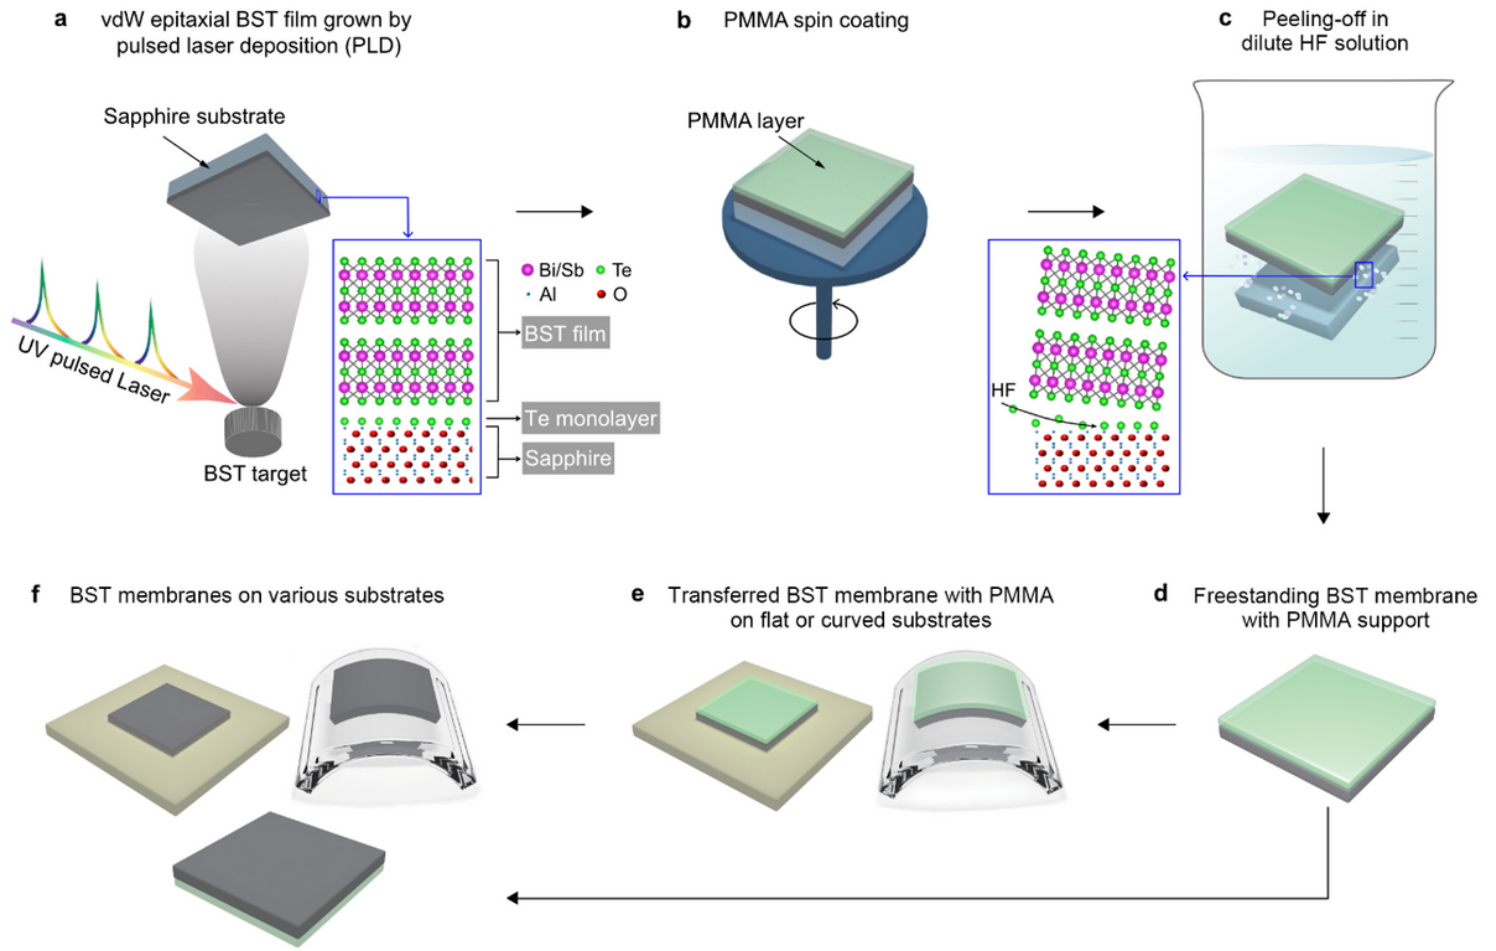 a vdW epitaxial BST film grown by
pulsed laser deposition (PLD)
Sapphire substrate
UV pulsed Laser
BST target
Bi/Sb Te
Al O
BST film
Te monolayer
Sapphire
b PMMA spin coating
PMMA layer
c Peeling-off in
dilute HF solution
HF
d Freestanding BST membrane
with PMMA support
e Transferred BST membrane with PMMA
on flat or curved substrates
f BST membranes on various substrates